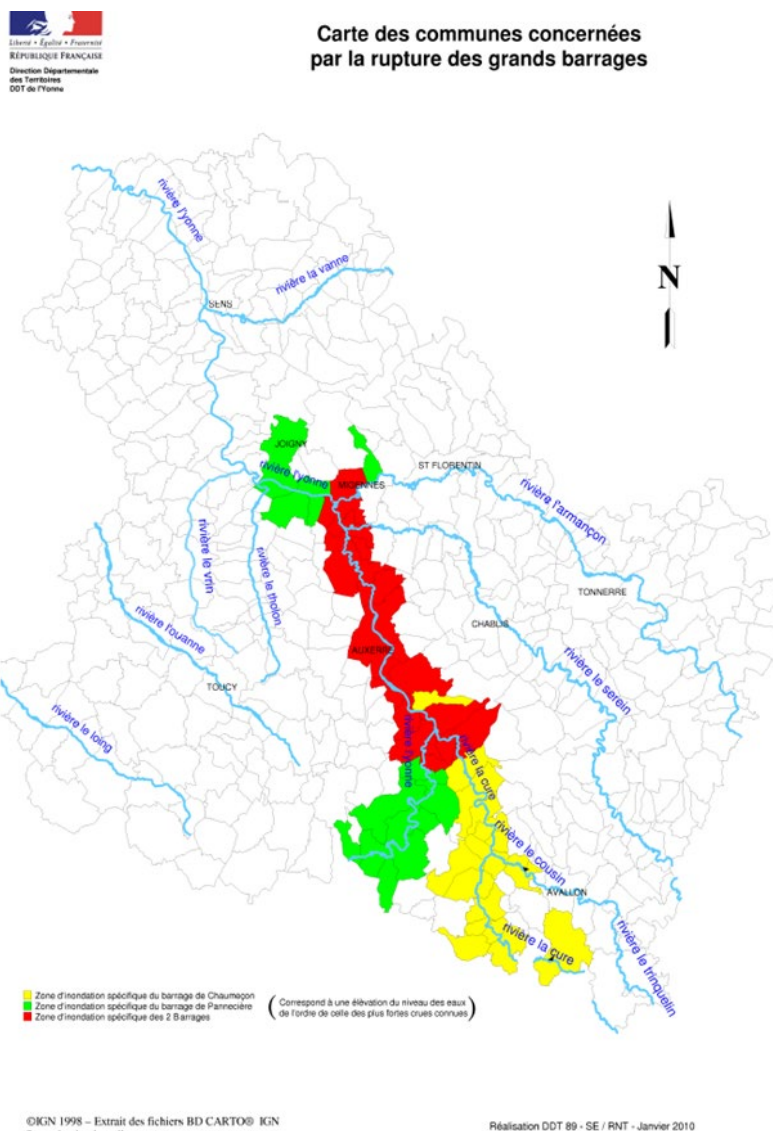 Liberté • Égalité • Fraternité
RÉPUBLIQUE FRANÇAISE
Direction Départementale
des Territoires
DDT de l'Yonne
Carte des communes concernées
par la rupture des grands barrages
N
rivière l'yonne
rivière la vanne
SENS
JOIGNY
rivière l'yonne
MIGENNES
ST FLORENTIN
rivière l'armançon
rivière le vrin
rivière le tholon
TONNERRE
CHABLIS
rivière l'ouanne
AUXERRE
rivière le serein
TOUCY
rivière le loing
rivière l'yonne
rivière la cure
rivière le cousin
AVALLON
rivière la cure
rivière le trinquelin
Zone d'inondation spécifique du barrage de Chaumeçon
Zone d'inondation spécifique du barrage de Pannecière
Zone d'inondation spécifique des 2 Barrages
( Correspond à une élévation du niveau des eaux
de l'ordre de celle des plus fortes crues connues )
©IGN 1998 – Extrait des fichiers BD CARTO® IGN
Réalisation DDT 89 - SE / RNT - Janvier 2010